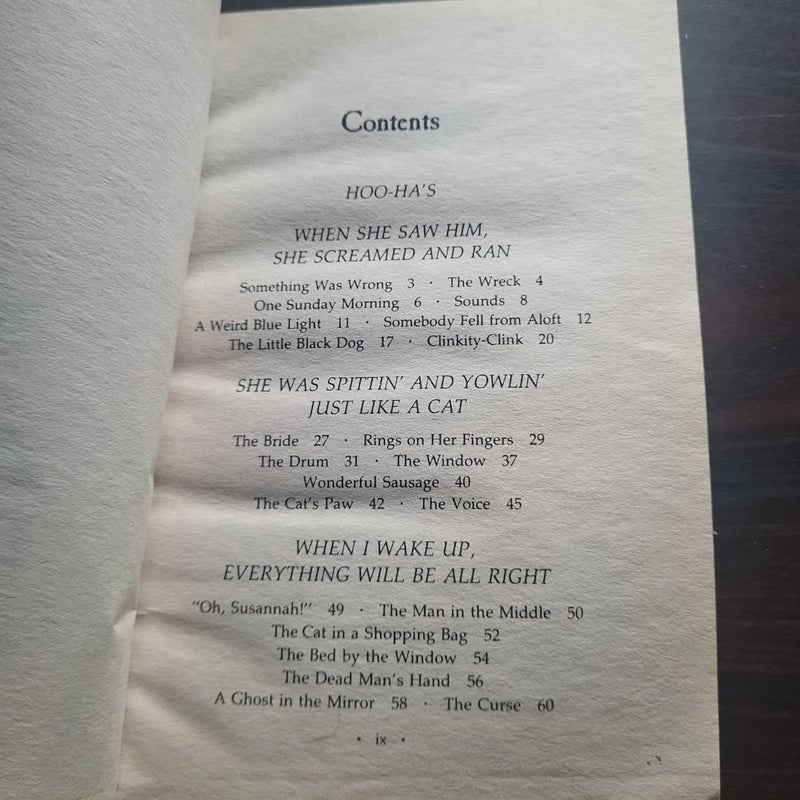 Contents
HOO-HA'S
WHEN SHE SAW HIM,
SHE SCREAMED AND RAN
Something Was Wrong 3 · The Wreck 4
One Sunday Morning 6 · Sounds 8
A Weird Blue Light 11 · Somebody Fell from Aloft 12
The Little Black Dog 17 · Clinkity-Clink 20
SHE WAS SPITTIN' AND YOWLIN'
JUST LIKE A CAT
The Bride 27 · Rings on Her Fingers 29
The Drum 31 · The Window 37
Wonderful Sausage 40
The Cat's Paw 42 · The Voice 45
WHEN I WAKE UP,
EVERYTHING WILL BE ALL RIGHT
"Oh, Susannah!" 49 · The Man in the Middle 50
The Cat in a Shopping Bag 52
The Bed by the Window 54
The Dead Man's Hand 56
A Ghost in the Mirror 58 · The Curse 60
· ix ·